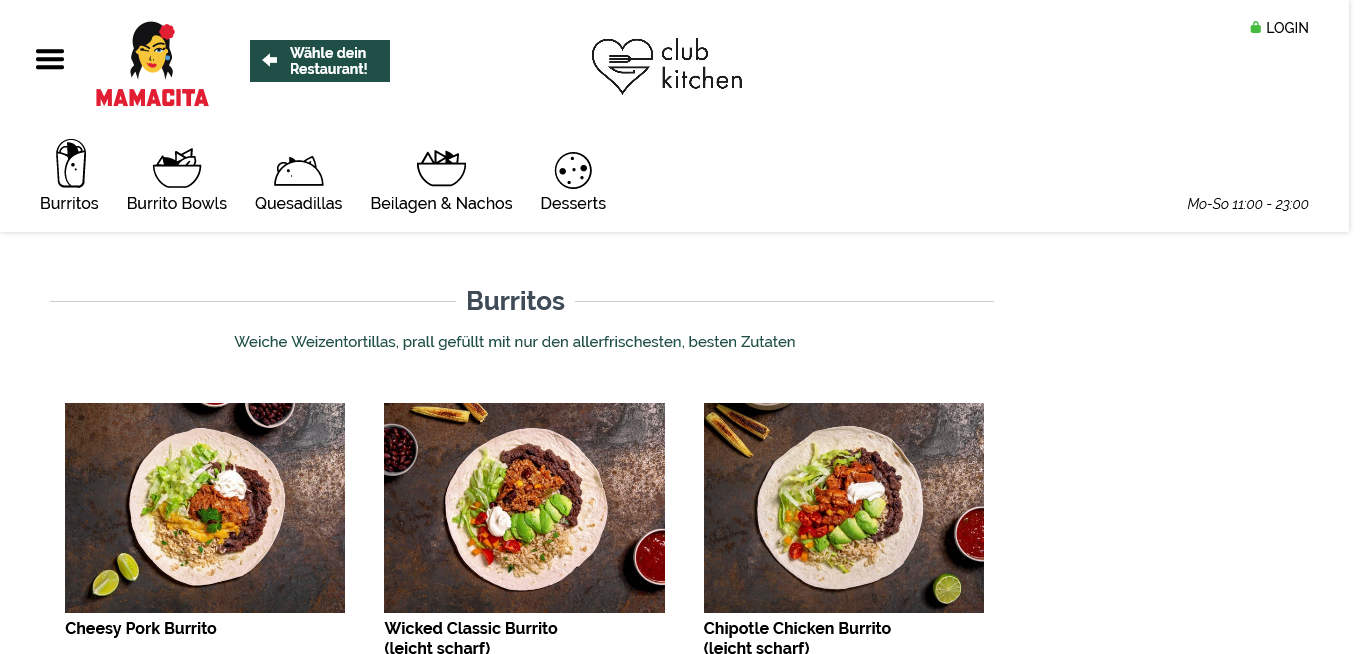 LOGIN
Wähle dein
Restaurant!
club
kitchen
MAMACITA
Burritos
Burrito Bowls
Quesadillas
Beilagen & Nachos
Desserts
Mo-So 11:00 - 23:00
Burritos
Weiche Weizentortillas, prall gefüllt mit nur den allerfrischesten, besten Zutaten
Cheesy Pork Burrito
Wicked Classic Burrito
(leicht scharf)
Chipotle Chicken Burrito
(leicht scharf)